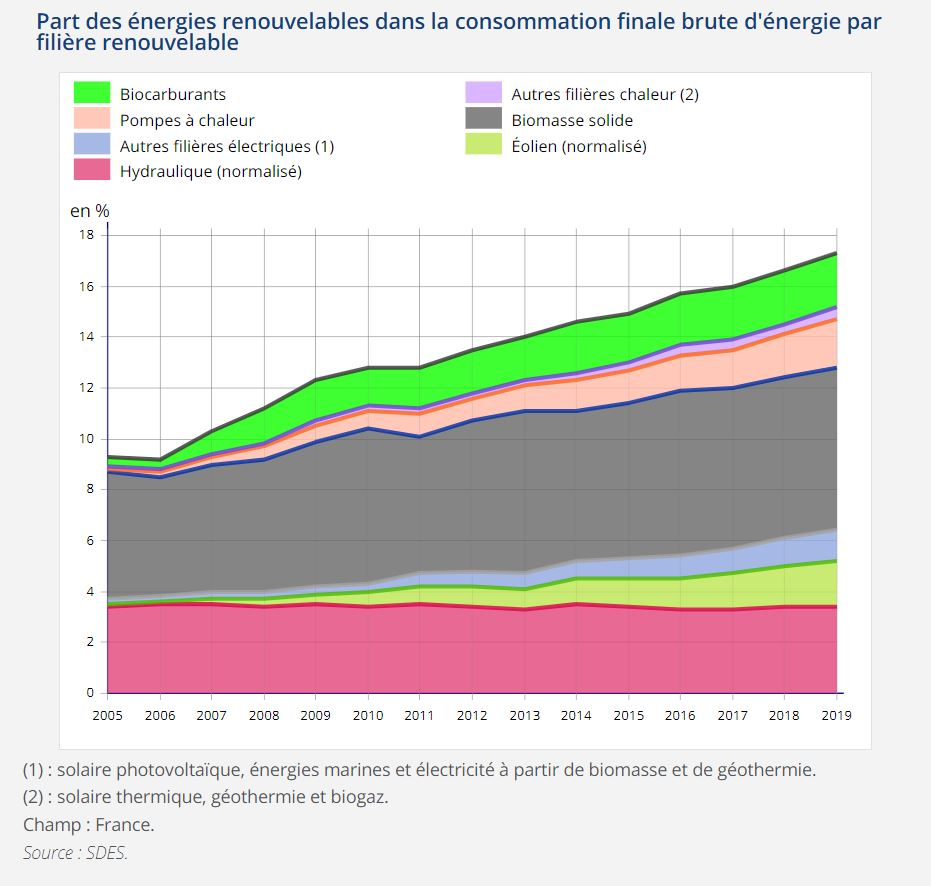 Part des énergies renouvelables dans la consommation finale brute d'énergie par
filière renouvelable
Biocarburants
Autres filières chaleur (2)
Pompes à chaleur
Biomasse solide
Autres filières électriques (1)
Éolien (normalisé)
Hydraulique (normalisé)
en %
18
16
14
12
10
8
6
4
2
0
2005 2006 2007 2008 2009 2010 2011 2012 2013 2014 2015 2016 2017 2018 2019
(1) : solaire photovoltaïque, énergies marines et électricité à partir de biomasse et de géothermie.
(2) : solaire thermique, géothermie et biogaz.
Champ : France.
Source : SDES.